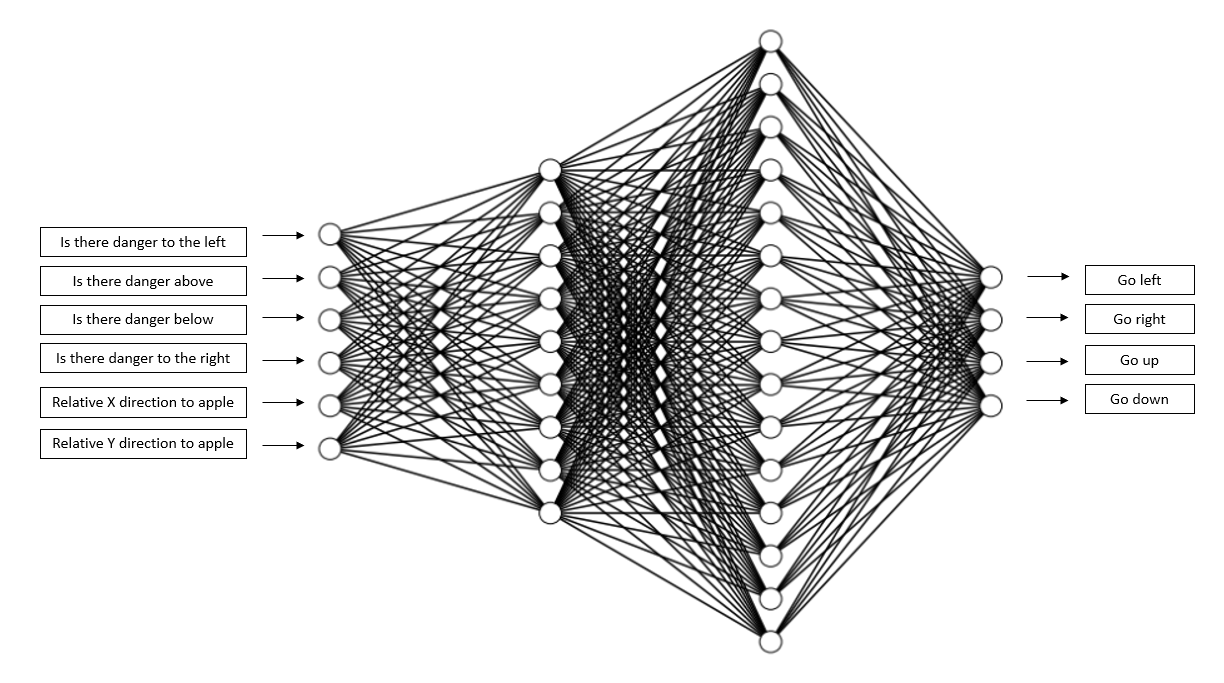 Is there danger to the left
Is there danger above
Is there danger below
Is there danger to the right
Relative X direction to apple
Relative Y direction to apple
Go left
Go right
Go up
Go down